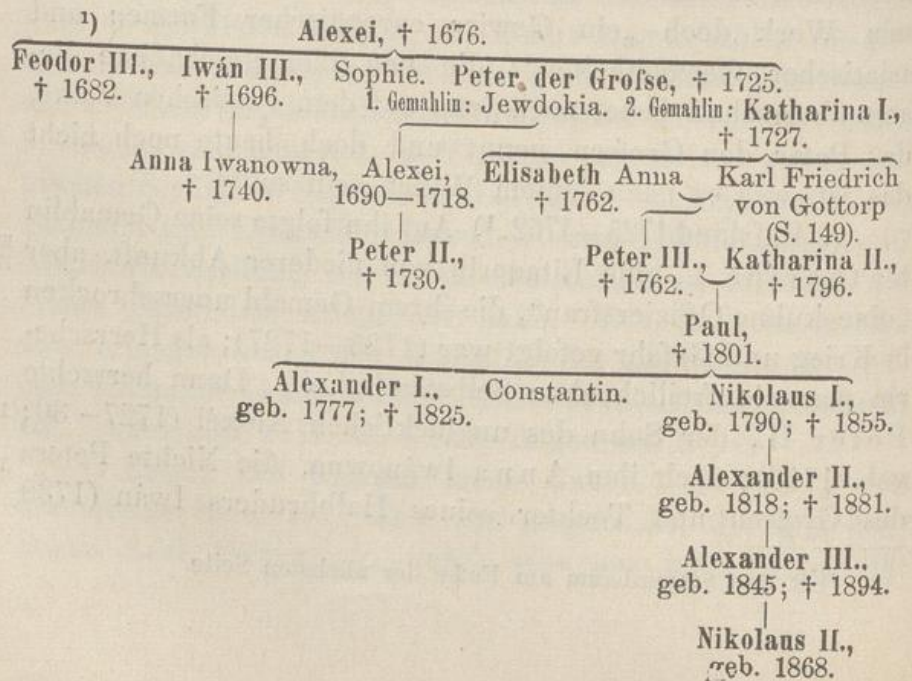 ¹)
Alexei, † 1676.
Feodor III., Iwán III., Sophie. Peter der Groſse, † 1725.
† 1682. † 1696. 1. Gemahlin: Jewdokia. 2. Gemahlin: Katharina I.,
† 1727.
Anna Iwanowna, Alexei, Elisabeth Anna Karl Friedrich
† 1740. 1690—1718. † 1762. von Gottorp
(S. 149).
Peter II., Peter III., Katharina II.,
† 1730. † 1762. † 1796.
Paul,
† 1801.
Alexander I., Constantin. Nikolaus I.,
geb. 1777; † 1825. geb. 1790; † 1855.
Alexander II.,
geb. 1818; † 1881.
Alexander III..
geb. 1845; † 1894.
Nikolaus II.,
geb. 1868.